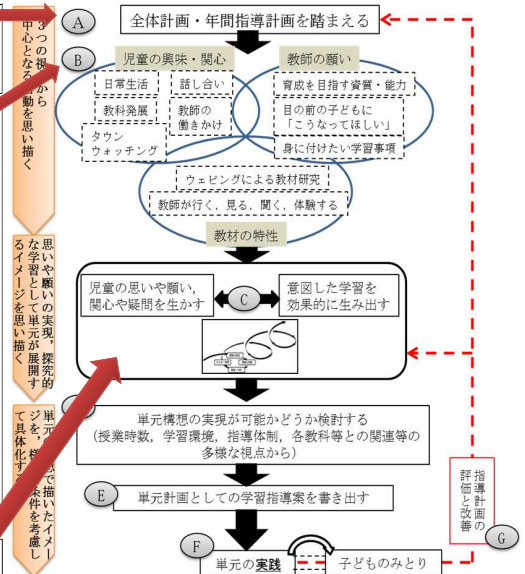 A
全体計画・年間指導計画を踏まえる
3つの視点から
中心となる活動を思い描く
B
児童の興味・関心
教師の願い
日常生活
話し合い
教科発展
教師の
働きかけ
タウン
ウォッチング
育成を目指す資質・能力
目の前の子どもに
「こうなってほしい」
身に付けたい学習事項
ウェビングによる教材研究
教師が行く，見る，聞く，体験する
教材の特性
思いや願いの実現，探究的
な学習として単元が展開す
るイメージを思い描く
児童の思いや願い，
関心や疑問を生かす
C
意図した学習を
効果的に生み出す
単元構想の実現が可能かどうか検討する
（授業時数，学習環境，指導体制，各教科等との関連等の
多様な視点から）
E
単元計画としての学習指導案を書き出す
指導計画の
評価と改善
G
F
単元の実践
子どものみとり